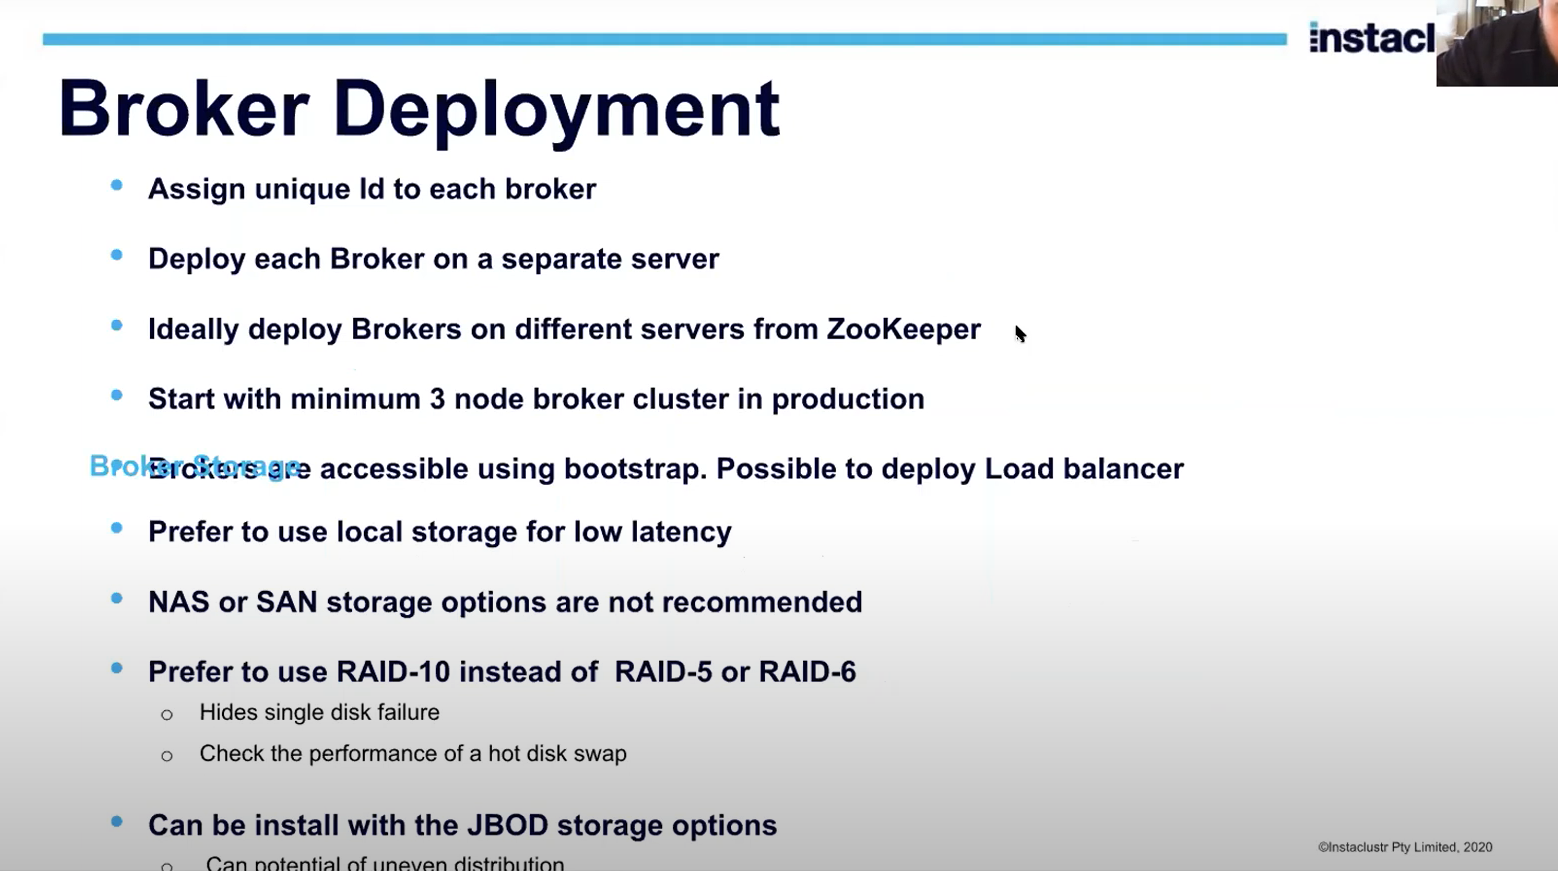 instacl
Broker Deployment
Assign unique Id to each broker
Deploy each Broker on a separate server
Ideally deploy Brokers on different servers from ZooKeeper
Start with minimum 3 node broker cluster in production
Broker Storage
Brokers are accessible using bootstrap. Possible to deploy Load balancer
Prefer to use local storage for low latency
NAS or SAN storage options are not recommended
Prefer to use RAID-10 instead of RAID-5 or RAID-6
Hides single disk failure
Check the performance of a hot disk swap
Can be install with the JBOD storage options
Can potential of uneven distribution
©Instaclustr Pty Limited, 2020